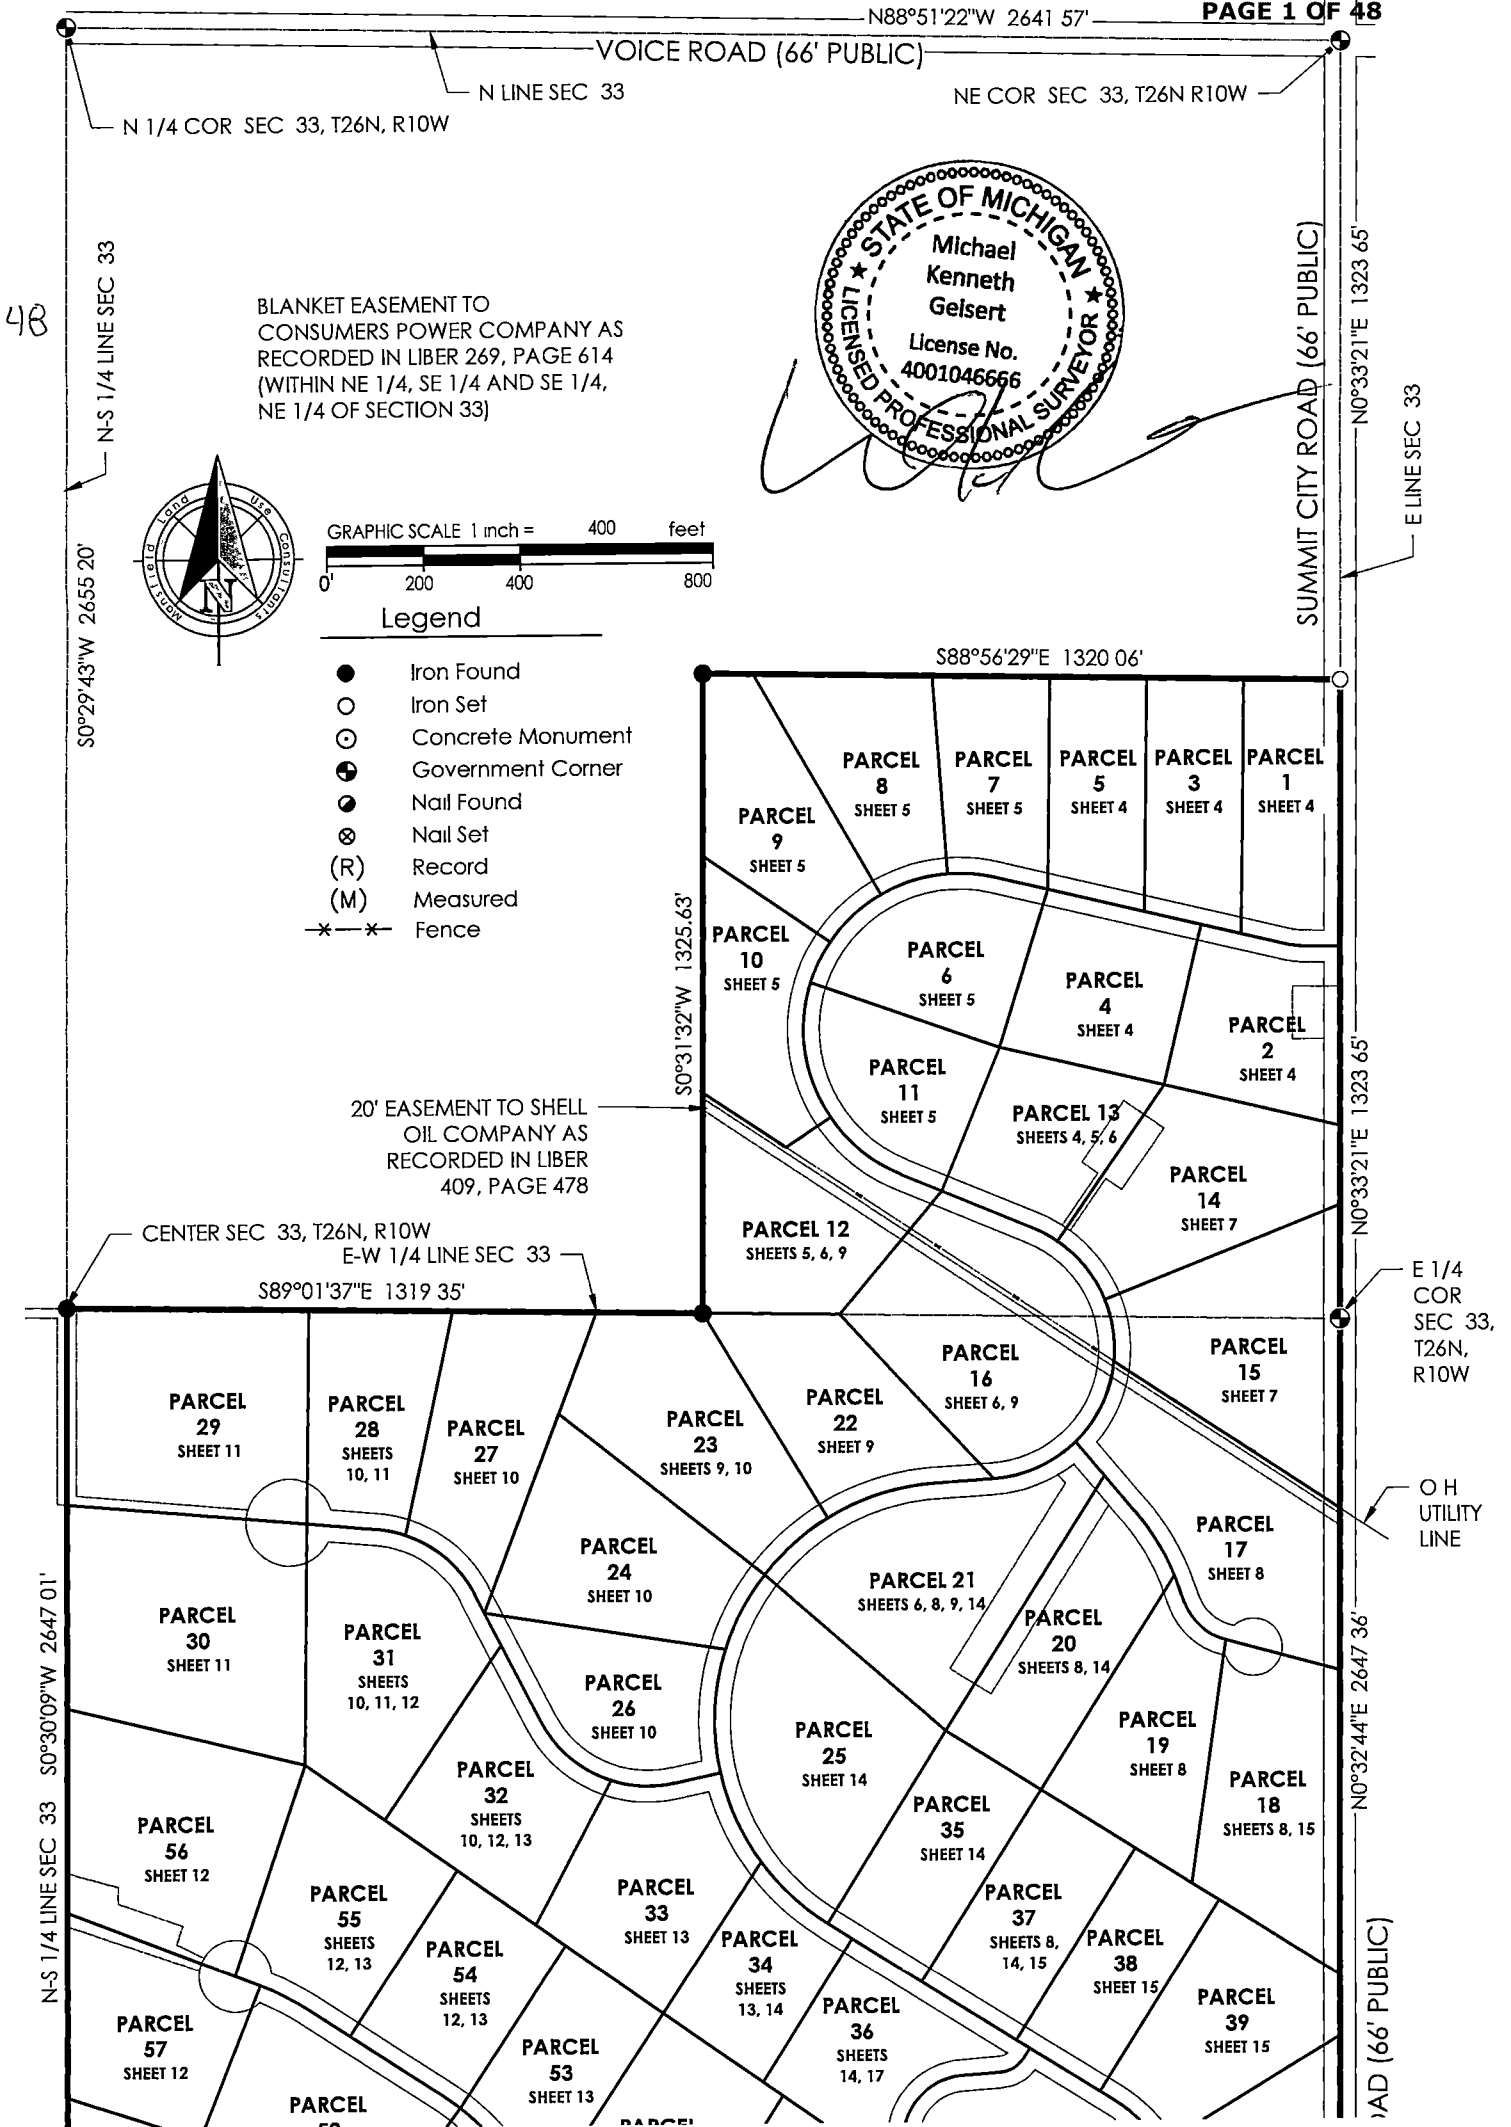 N88°51'22"W 2641 57'
PAGE 1 OF 48
VOICE ROAD (66' PUBLIC)
N LINE SEC 33
NE COR SEC 33, T26N R10W
N 1/4 COR SEC 33, T26N, R10W
STATE OF MICHIGAN
Michael
Kenneth
Geisert
License No.
4001046666
LICENSED PROFESSIONAL SURVEYOR
N-S 1/4 LINE SEC 33
48
BLANKET EASEMENT TO
CONSUMERS POWER COMPANY AS
RECORDED IN LIBER 269, PAGE 614
(WITHIN NE 1/4, SE 1/4 AND SE 1/4,
NE 1/4 OF SECTION 33)
SUMMIT CITY ROAD (66' PUBLIC)
N0°33'21"E 1323 65'
E LINE SEC 33
S0°29'43"W 2655 20'
Mansfield Land Use Consultants
N
GRAPHIC SCALE 1 inch = 400 feet
0' 200 400 800
Legend
Iron Found
Iron Set
Concrete Monument
Government Corner
Nail Found
Nail Set
(R) Record
(M) Measured
Fence
S88°56'29"E 1320 06'
PARCEL
8
SHEET 5
PARCEL
7
SHEET 5
PARCEL
5
SHEET 4
PARCEL
3
SHEET 4
PARCEL
1
SHEET 4
PARCEL
9
SHEET 5
PARCEL
10
SHEET 5
PARCEL
6
SHEET 5
PARCEL
4
SHEET 4
PARCEL
2
SHEET 4
S0°31'32"W 1325.63'
PARCEL
11
SHEET 5
PARCEL 13
SHEETS 4, 5, 6
PARCEL
14
SHEET 7
N0°33'21"E 1323 65'
20' EASEMENT TO SHELL
OIL COMPANY AS
RECORDED IN LIBER
409, PAGE 478
PARCEL 12
SHEETS 5, 6, 9
CENTER SEC 33, T26N, R10W
E-W 1/4 LINE SEC 33
S89°01'37"E 1319 35'
E 1/4
COR
SEC 33,
T26N,
R10W
PARCEL
16
SHEET 6, 9
PARCEL
15
SHEET 7
PARCEL
29
SHEET 11
PARCEL
28
SHEETS
10, 11
PARCEL
27
SHEET 10
PARCEL
23
SHEETS 9, 10
PARCEL
22
SHEET 9
O H
UTILITY
LINE
PARCEL
17
SHEET 8
PARCEL
24
SHEET 10
PARCEL 21
SHEETS 6, 8, 9, 14
PARCEL
20
SHEETS 8, 14
PARCEL
30
SHEET 11
PARCEL
31
SHEETS
10, 11, 12
PARCEL
26
SHEET 10
S0°30'09"W 2647 01'
N0°32'44"E 2647 36'
PARCEL
25
SHEET 14
PARCEL
19
SHEET 8
PARCEL
18
SHEETS 8, 15
PARCEL
32
SHEETS
10, 12, 13
PARCEL
35
SHEET 14
PARCEL
56
SHEET 12
N-S 1/4 LINE SEC 33
PARCEL
55
SHEETS
12, 13
PARCEL
33
SHEET 13
PARCEL
37
SHEETS 8,
14, 15
PARCEL
54
SHEETS
12, 13
PARCEL
34
SHEETS
13, 14
PARCEL
38
SHEET 15
PARCEL
39
SHEET 15
PARCEL
36
SHEETS
14, 17
PARCEL
57
SHEET 12
PARCEL
53
SHEET 13
PARCEL
PARCEL
OAD (66' PUBLIC)